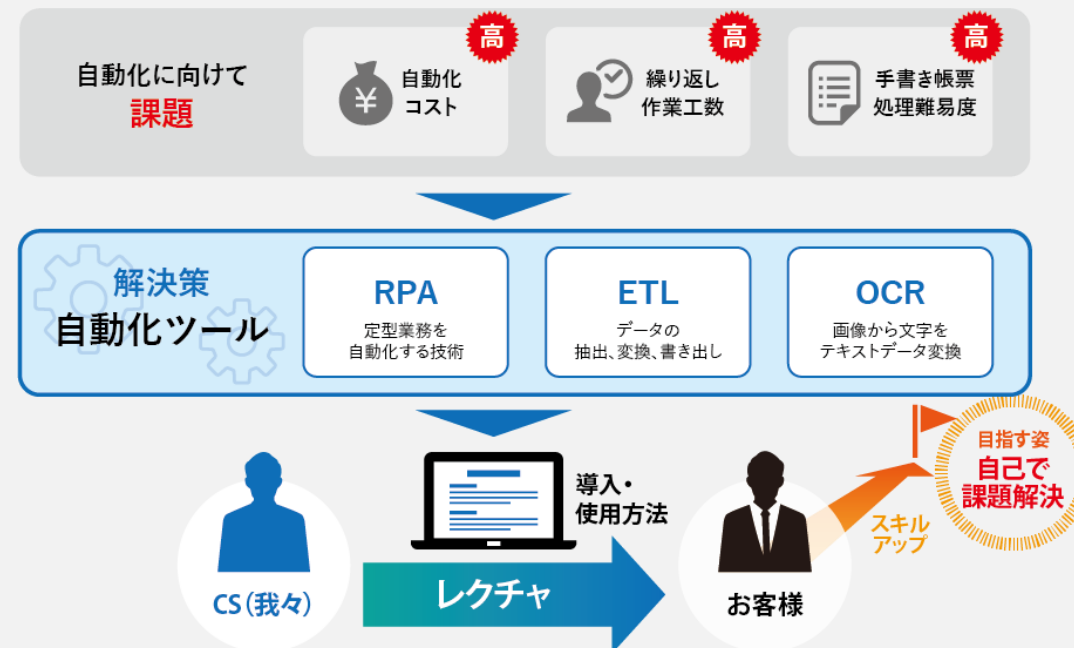 自動化に向けて
課題
高
自動化
コスト
高
繰り返し
作業工数
高
手書き帳票
処理難易度
解決策
自動化ツール
RPA
定型業務を
自動化する技術
ETL
データの
抽出、変換、書き出し
OCR
画像から文字を
テキストデータ変換
CS（我々）
導入・
使用方法
レクチャ
お客様
スキル
アップ
目指す姿
自己で
課題解決